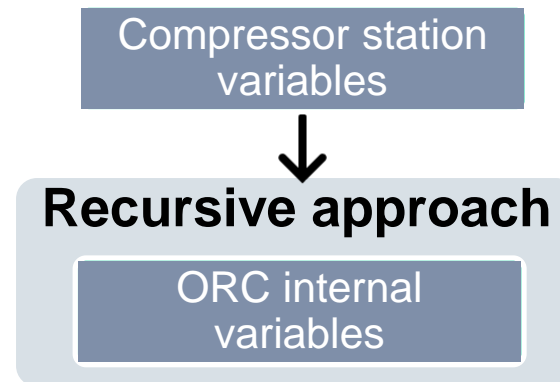 Compressor station
variables
Recursive approach
ORC internal
variables